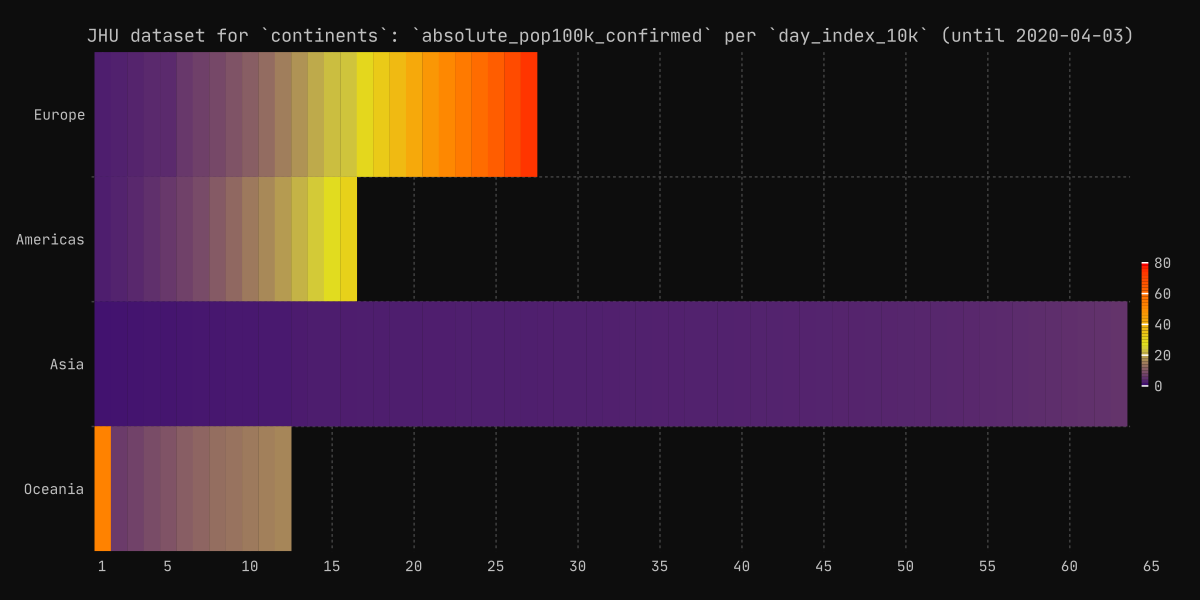 JHU dataset for `continents`: `absolute_pop100k_confirmed` per `day_index_10k` (until 2020-04-03)
Europe
Americas
Asia
Oceania
80
60
40
20
0
1 5 10 15 20 25 30 35 40 45 50 55 60 65